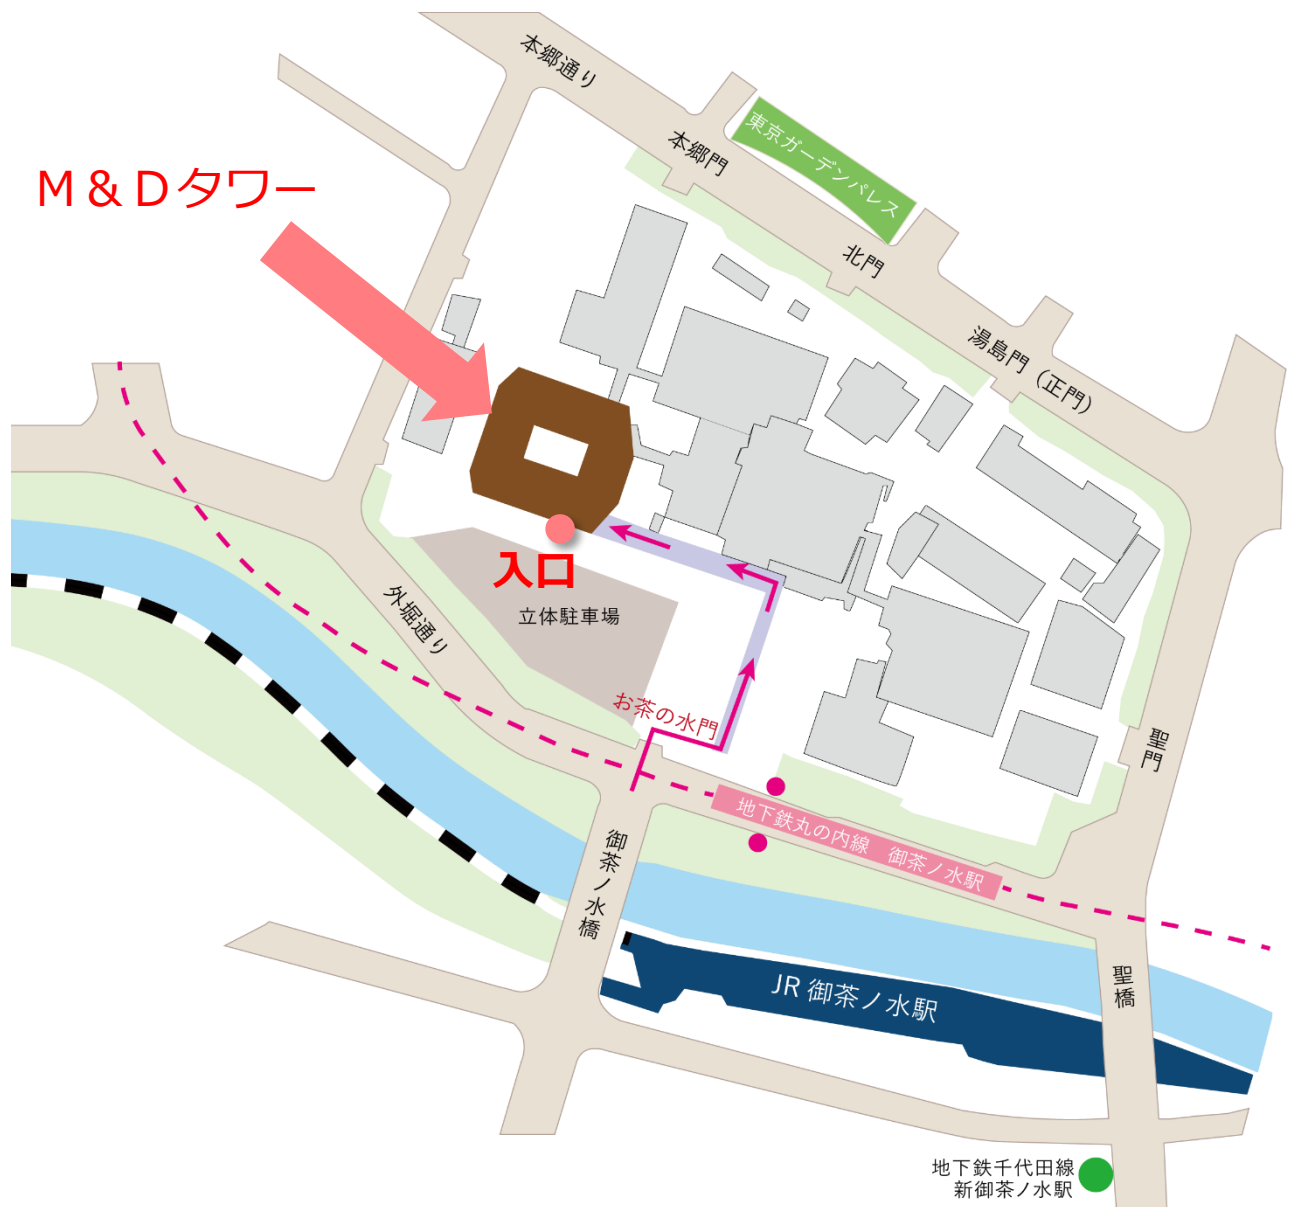 本郷通り
本郷門
東京ガーデンパレス
M&Dタワー
北門
湯島門(正門)
入口
立体駐車場
外堀通り
お茶の水門
聖門
地下鉄丸の内線 御茶ノ水駅
御茶ノ水橋
JR 御茶ノ水駅
聖橋
地下鉄千代田線
新御茶ノ水駅